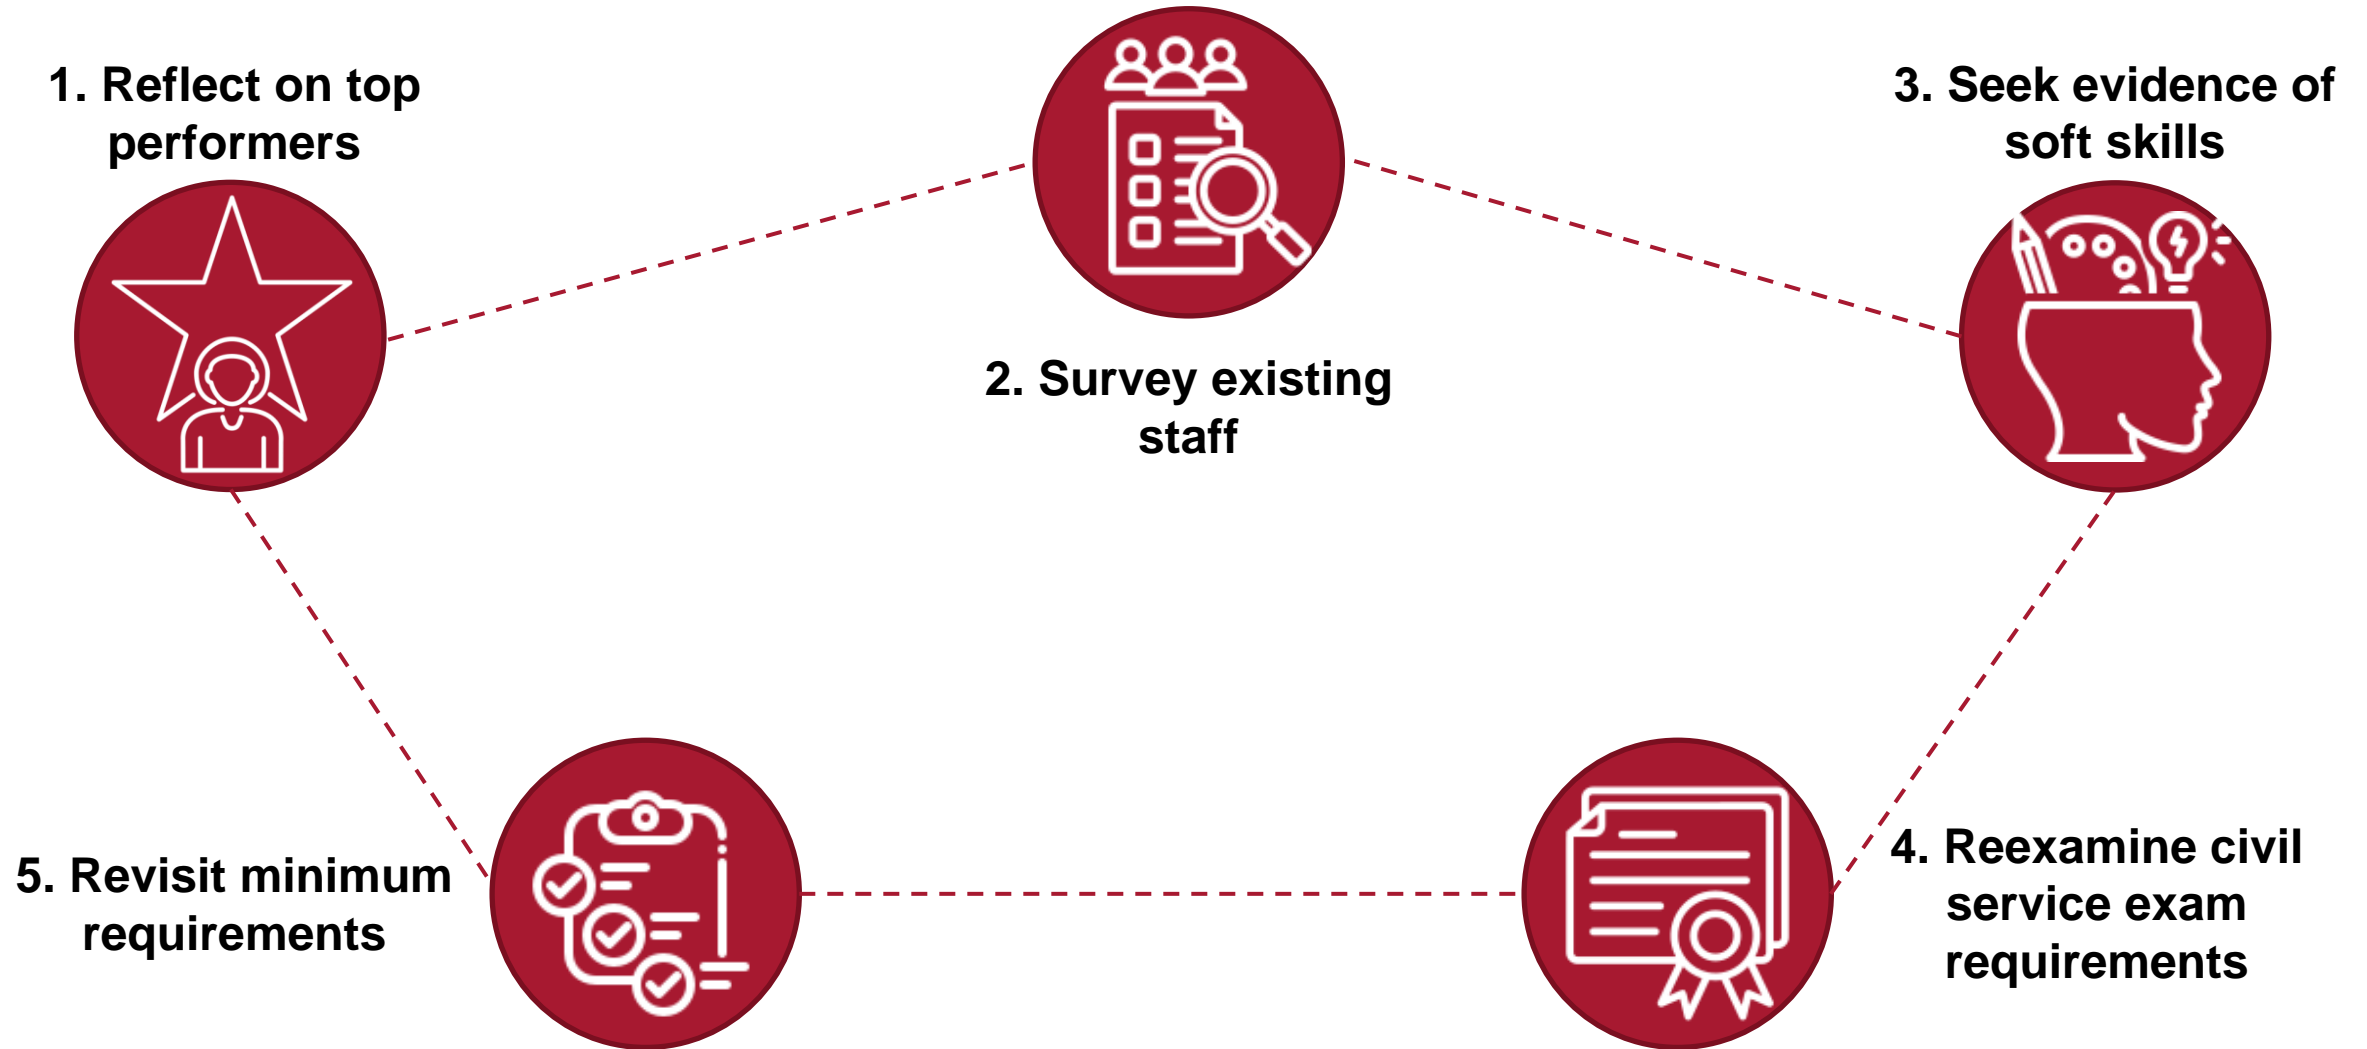 1. Reflect on top
performers
2. Survey existing
staff
3. Seek evidence of
soft skills
4. Reexamine civil
service exam
requirements
5. Revisit minimum
requirements